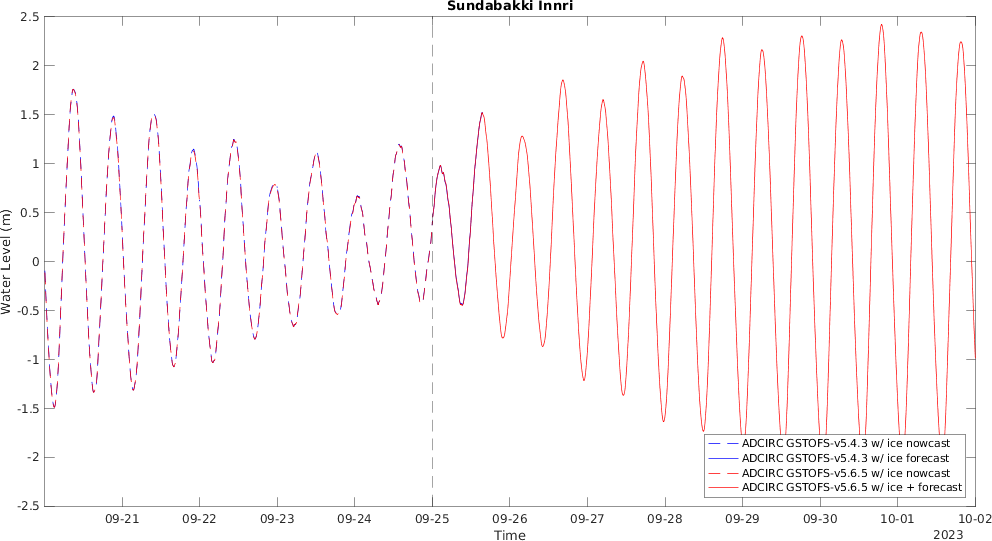 Sundabakki Innri
2.5
2
1.5
1
0.5
0
-0.5
-1
-1.5
-2
-2.5
Water Level (m)
ADCIRC GSTOFS-v5.4.3 w/ ice nowcast
ADCIRC GSTOFS-v5.4.3 w/ ice forecast
ADCIRC GSTOFS-v5.6.5 w/ ice nowcast
ADCIRC GSTOFS-v5.6.5 w/ ice + forecast
09-21 09-22 09-23 09-24 09-25 09-26 09-27 09-28 09-29 09-30 10-01 10-02
Time 2023